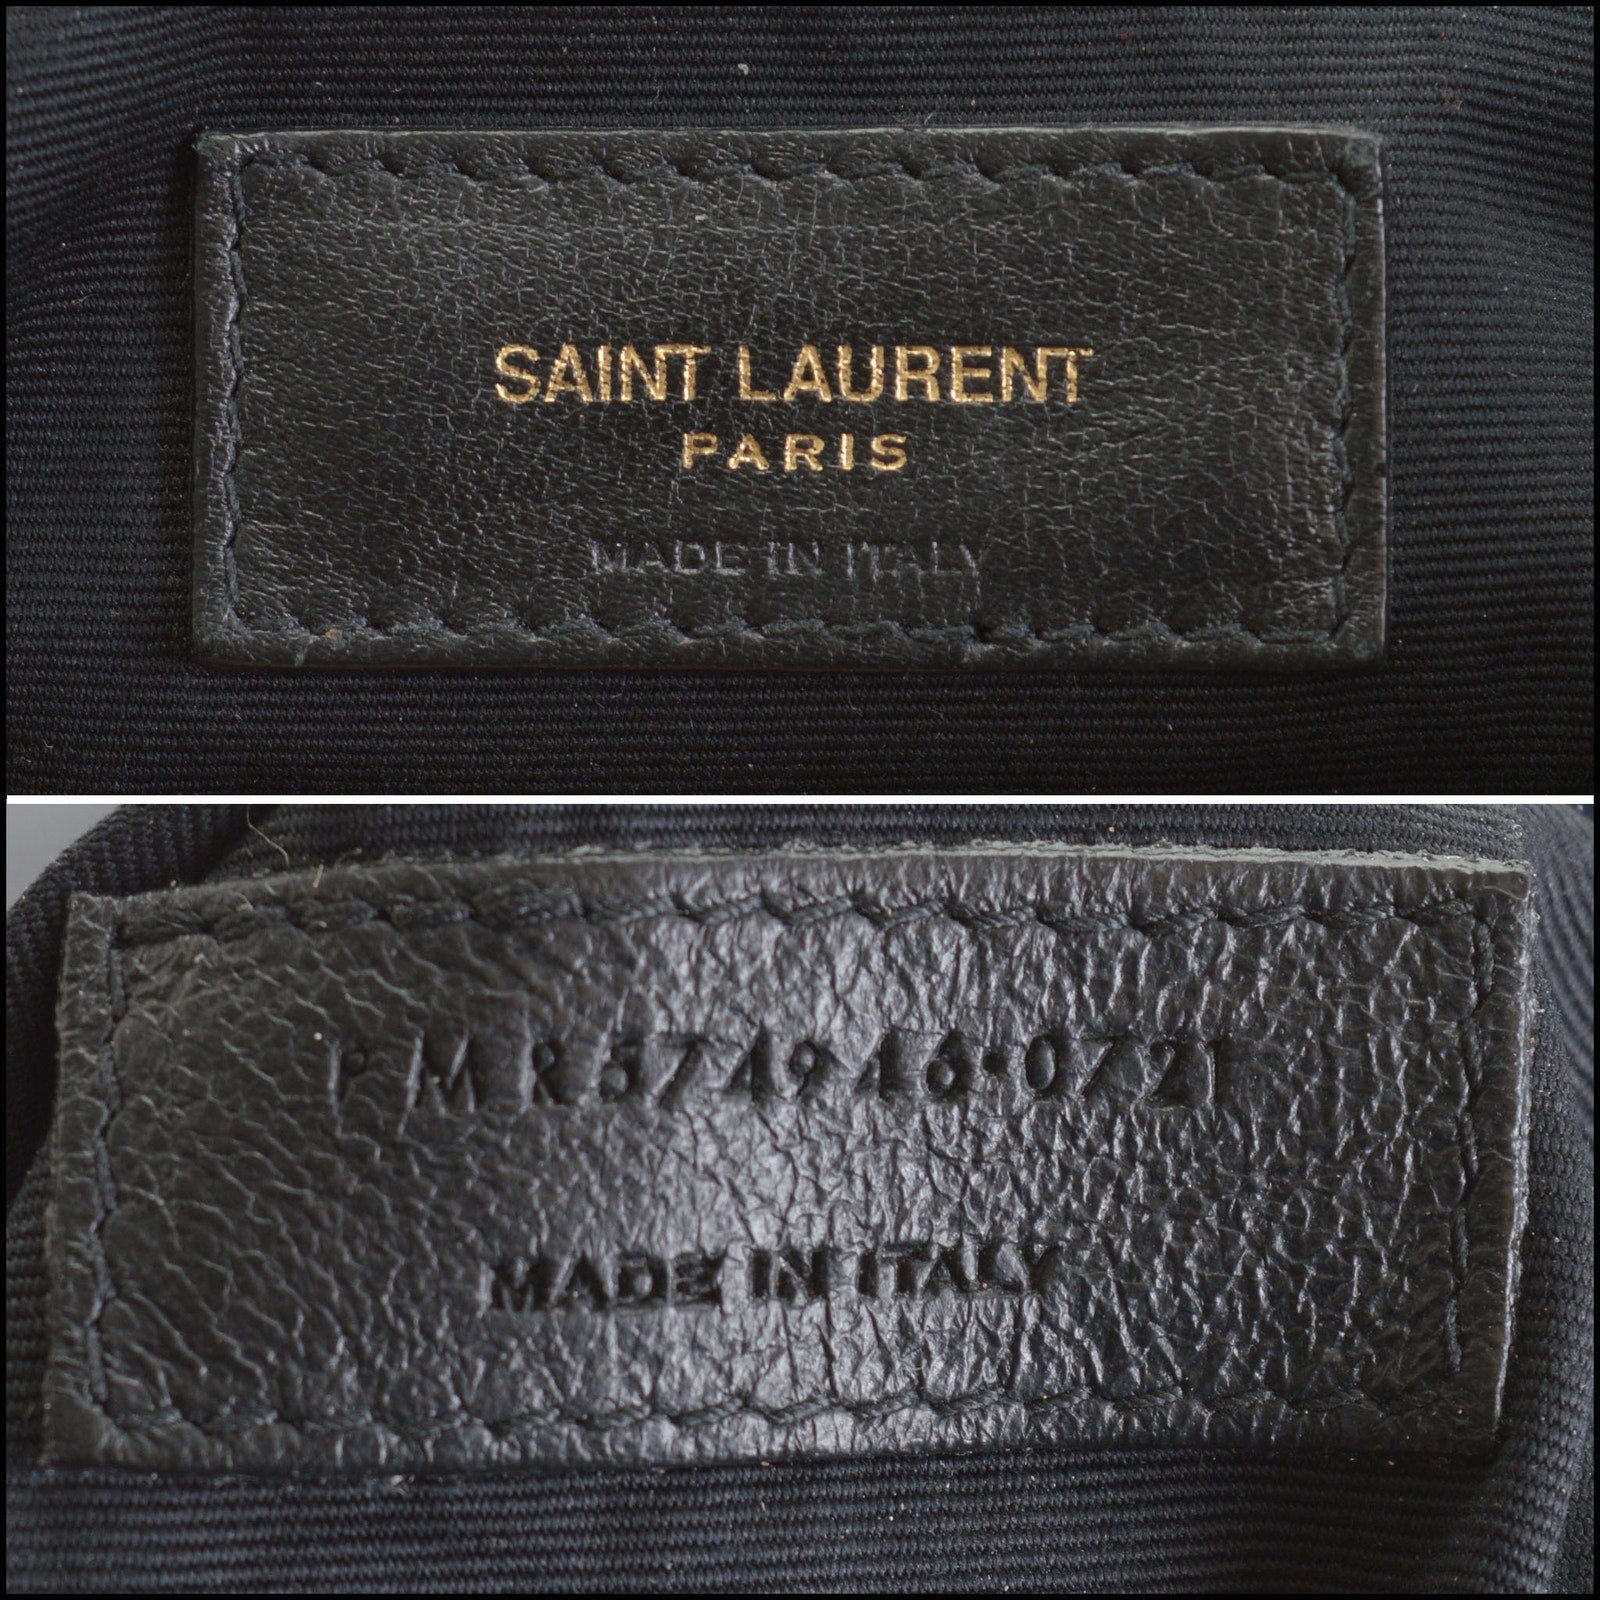 SAINT LAURENT
PARIS
MADE IN ITALY
PMR574946·0721
MADE IN ITALY